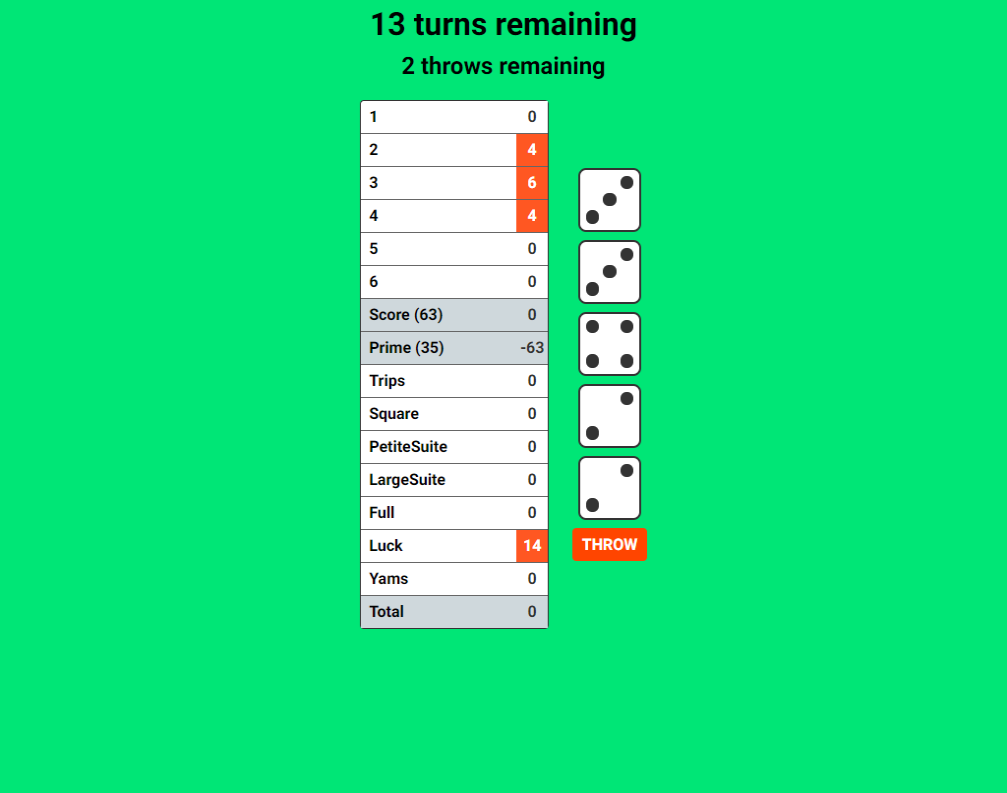 13 turns remaining
2 throws remaining
1 0
2 4
3 6
4 4
5 0
6 0
Score (63) 0
Prime (35) -63
Trips 0
Square 0
PetiteSuite 0
LargeSuite 0
Full 0
Luck 14
Yams 0
Total 0
THROW